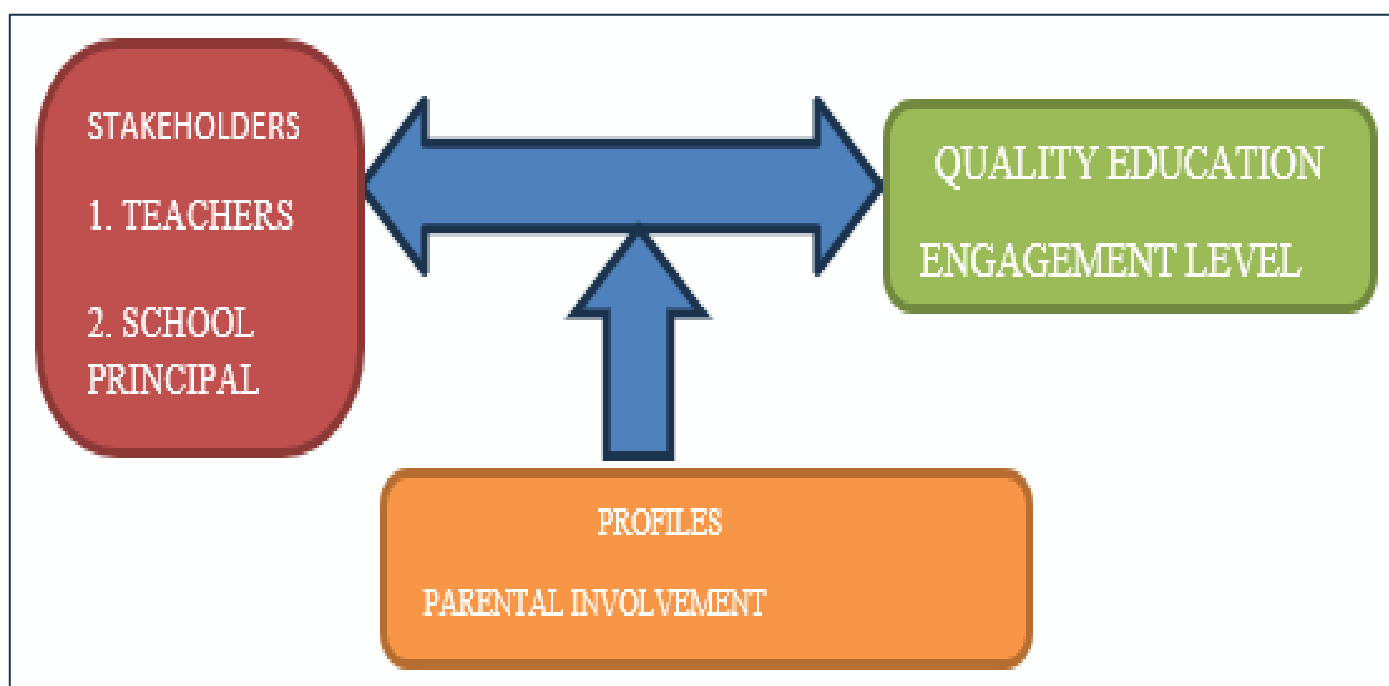 STAKEHOLDERS
1. TEACHERS
2. SCHOOL
PRINCIPAL
QUALITY EDUCATION
ENGAGEMENT LEVEL
PROFILES
PARENTAL INVOLVEMENT